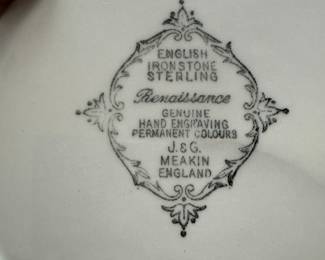 ENGLISH
IRONSTONE
STERLING
Renaissance
GENUINE
HAND ENGRAVING
PERMANENT COLOURS
J. & G.
MEAKIN
ENGLAND